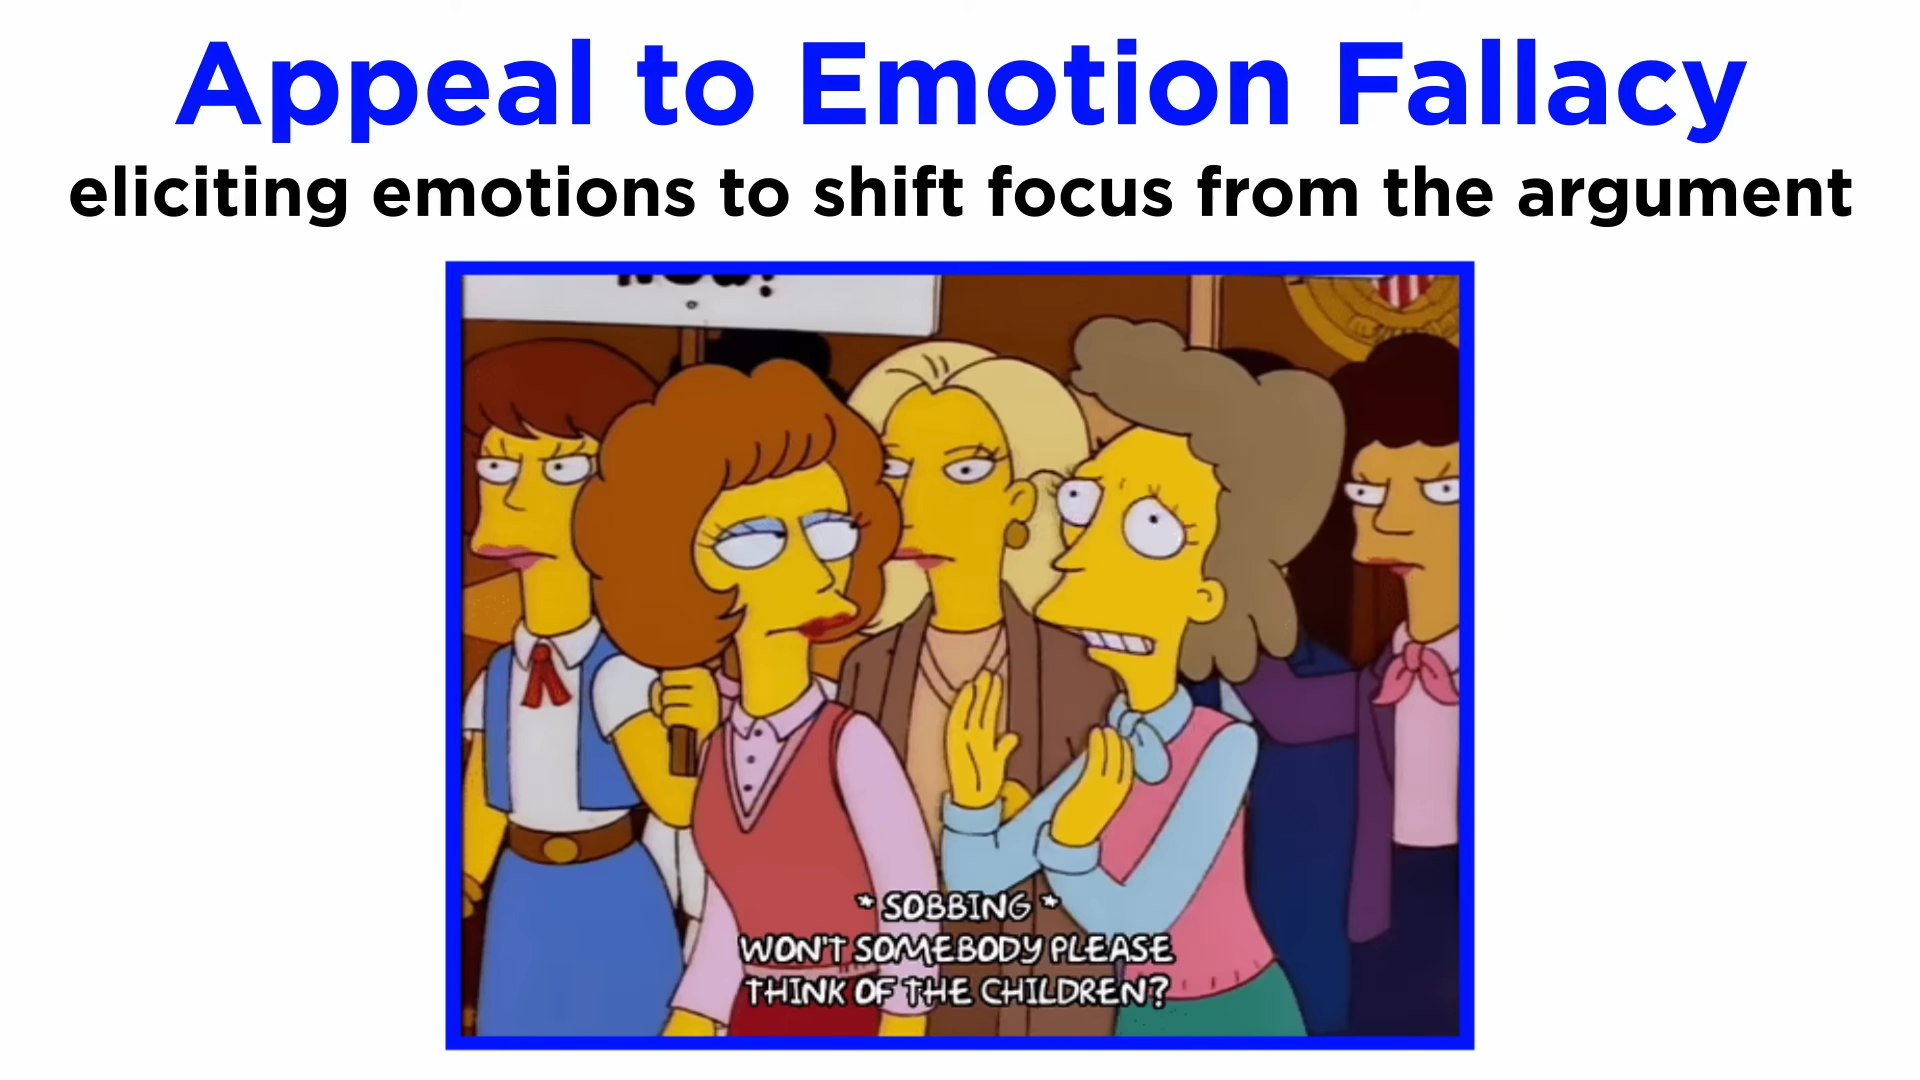 Appeal to Emotion Fallacy
eliciting emotions to shift focus from the argument
* SOBBING *
WON'T SOMEBODY PLEASE
THINK OF THE CHILDREN?